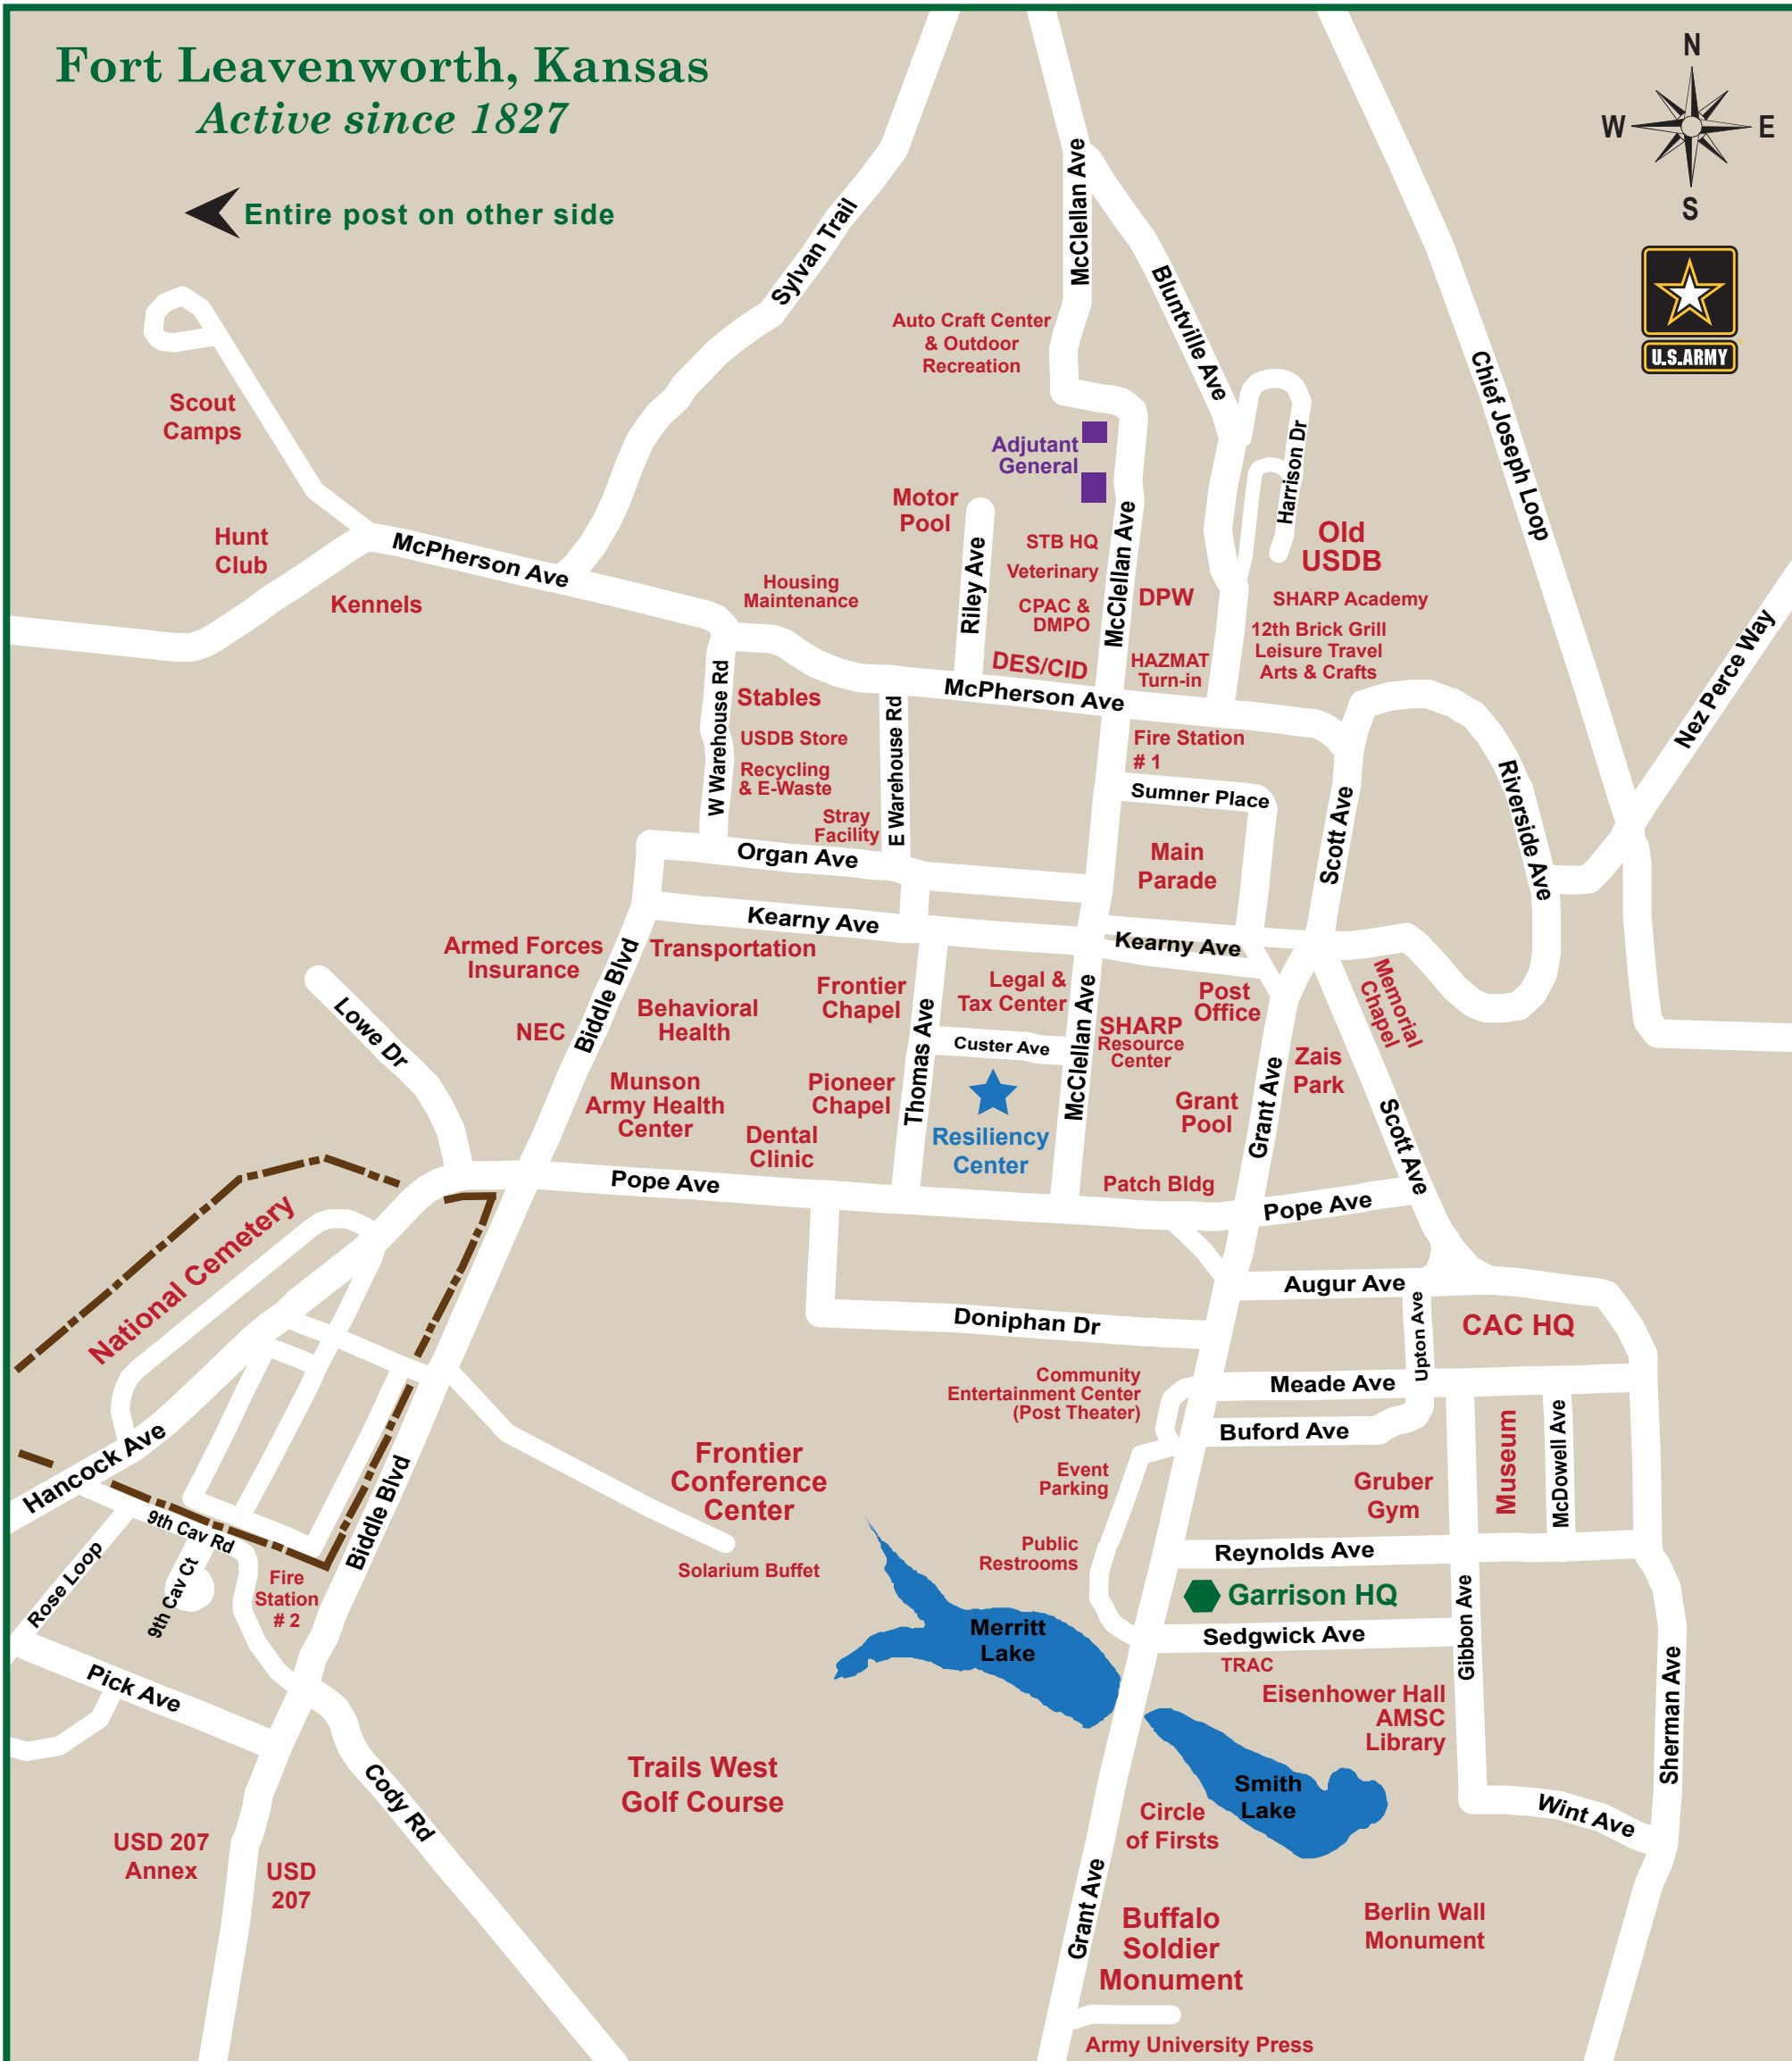 Fort Leavenworth, Kansas
Active since 1827
Entire post on other side
N
W
E
S
U.S.ARMY
Sylvan Trail
McClellan Ave
Bluntville Ave
Chief Joseph Loop
Auto Craft Center
& Outdoor
Recreation
Scout
Camps
Adjutant
General
Harrison Dr
Motor
Pool
Hunt
Club
McPherson Ave
Kennels
Riley Ave
STB HQ
Veterinary
CPAC &
DMPO
DES/CID
McClellan Ave
DPW
HAZMAT
Turn-in
Old
USDB
SHARP Academy
12th Brick Grill
Leisure Travel
Arts & Crafts
Housing
Maintenance
McPherson Ave
Nez Perce Way
W Warehouse Rd
Stables
USDB Store
Recycling
& E-Waste
Stray
Facility
E Warehouse Rd
Fire Station
# 1
Sumner Place
Main
Parade
Scott Ave
Riverside Ave
Organ Ave
Kearny Ave
Kearny Ave
Armed Forces
Insurance
Biddle Blvd
Transportation
Frontier
Chapel
Legal &
Tax Center
Post
Office
Memorial
Chapel
Lowe Dr
NEC
Behavioral
Health
Thomas Ave
Custer Ave
McClellan Ave
SHARP
Resource
Center
Zais
Park
Munson
Army Health
Center
Pioneer
Chapel
Dental
Clinic
Resiliency
Center
Grant
Pool
Grant Ave
Scott Ave
Patch Bldg
Pope Ave
Pope Ave
National Cemetery
Augur Ave
Upton Ave
CAC HQ
Doniphan Dr
Community
Entertainment Center
(Post Theater)
Meade Ave
Buford Ave
Museum
McDowell Ave
Hancock Ave
Biddle Blvd
Frontier
Conference
Center
Event
Parking
Gruber
Gym
9th Cav Rd
Rose Loop
9th Cav Ct
Fire
Station
# 2
Solarium Buffet
Public
Restrooms
Reynolds Ave
Garrison HQ
Gibbon Ave
Sedgwick Ave
Merritt
Lake
TRAC
Eisenhower Hall
AMSC
Library
Sherman Ave
Pick Ave
Cody Rd
Trails West
Golf Course
Smith
Lake
Circle
of Firsts
Wint Ave
USD 207
Annex
USD
207
Grant Ave
Buffalo
Soldier
Monument
Berlin Wall
Monument
Army University Press